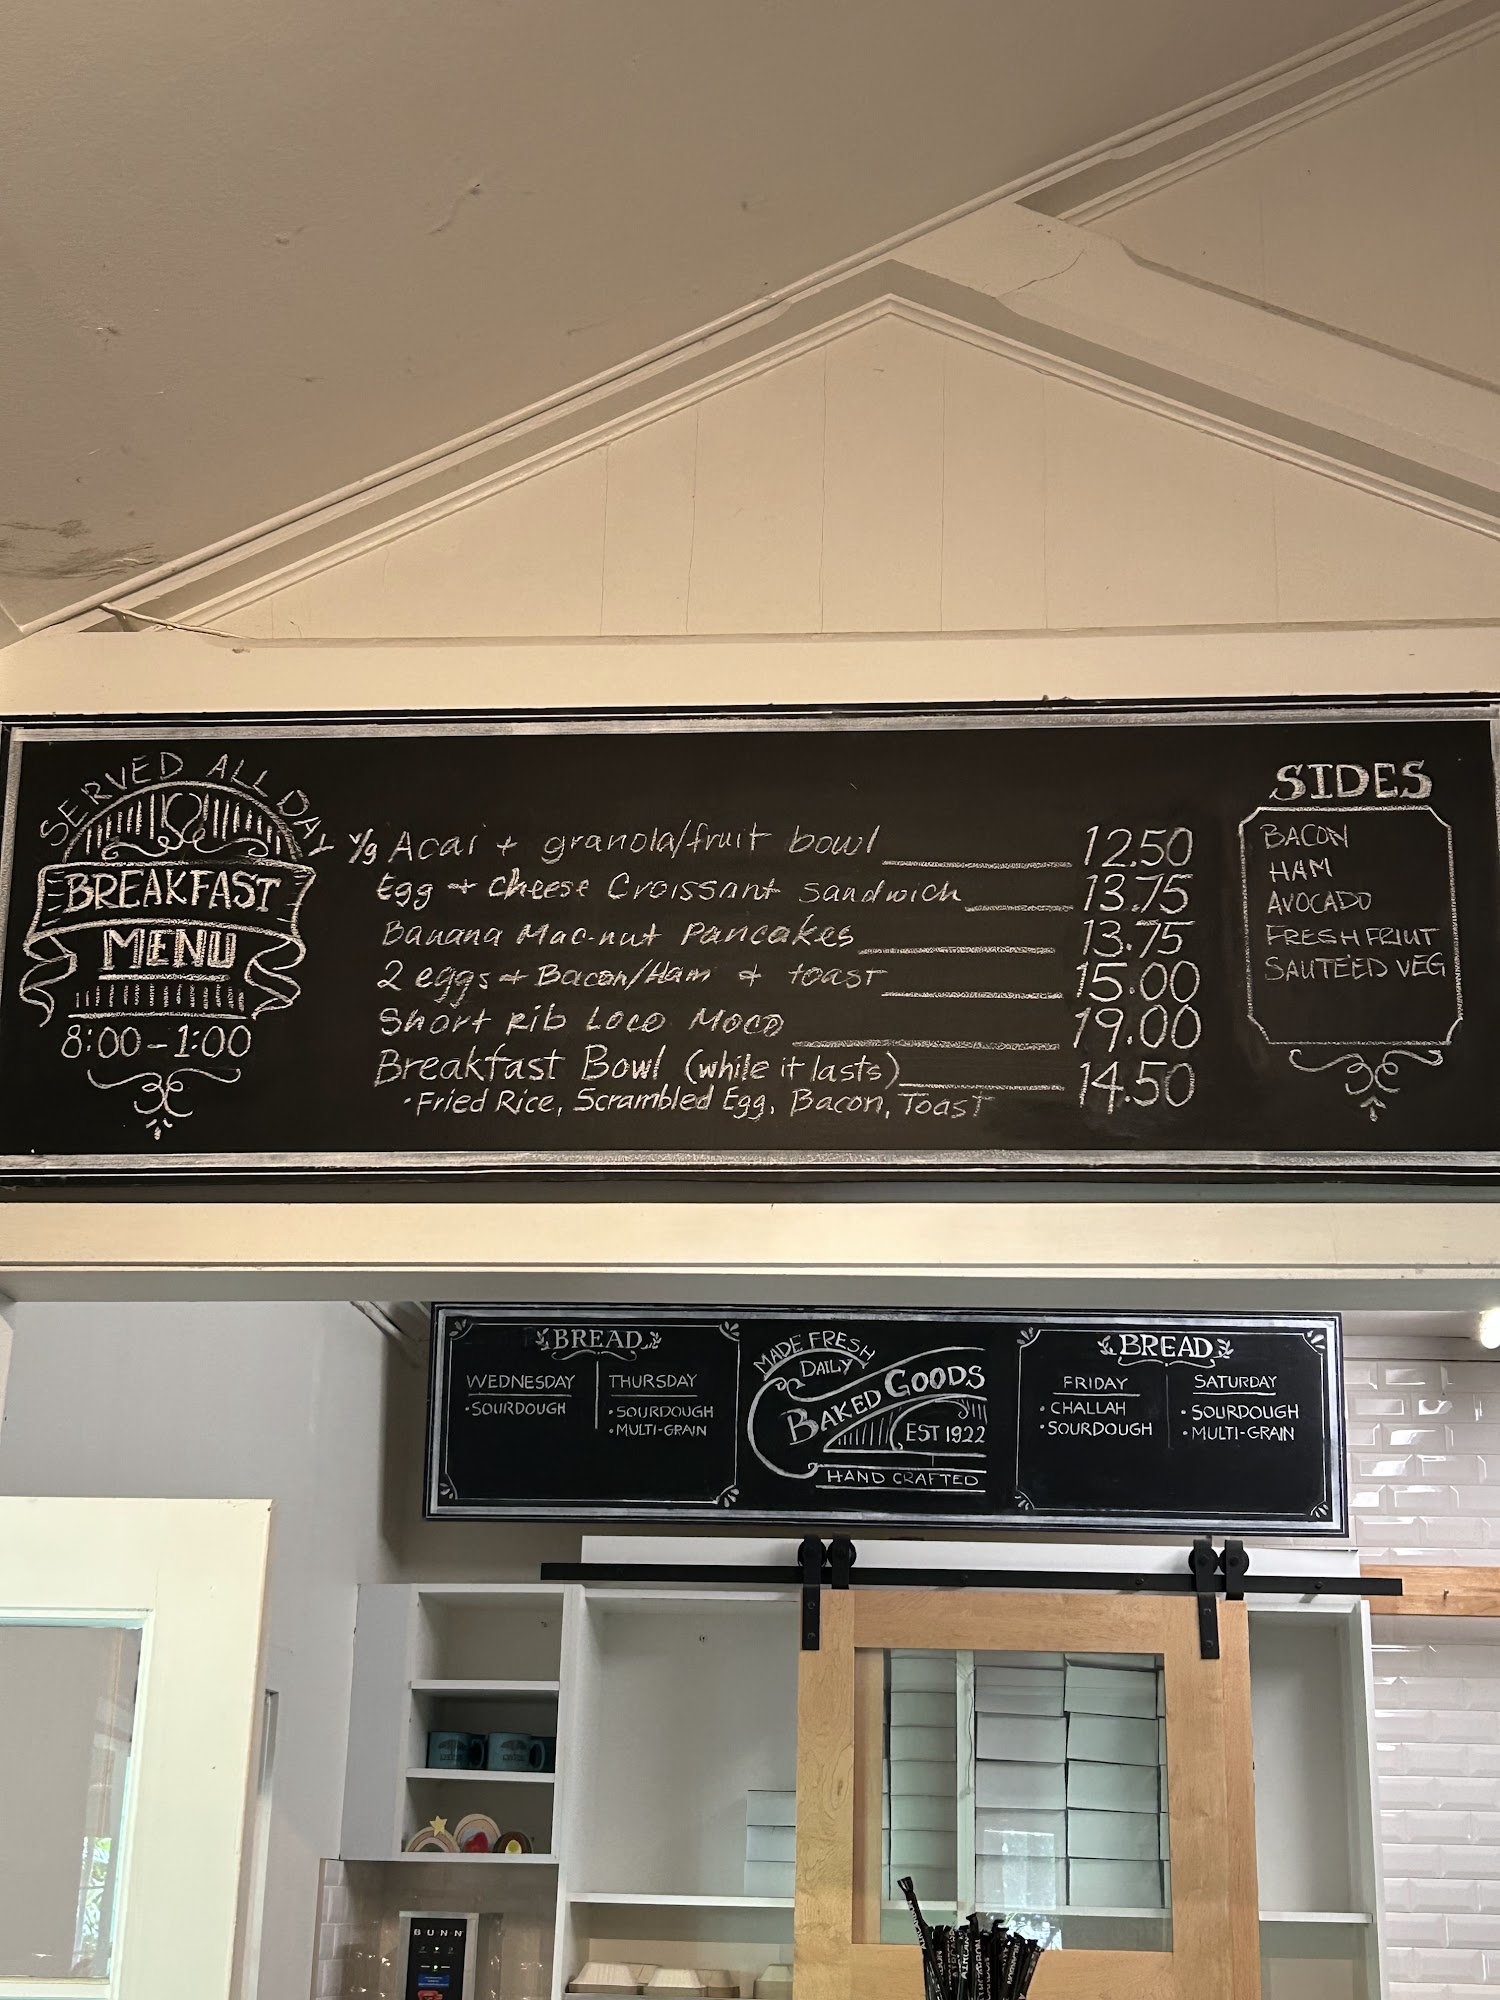 SERVED ALL DAY
BREAKFAST
MENU
8:00-1:00
V/g Acai + granola/fruit bowl 12.50
Egg + cheese Croissant sandwich 13.75
Banana Mac-nut Pancakes 13.75
2 eggs + Bacon/Ham + toast 15.00
Short Rib Loco Moco 19.00
Breakfast Bowl (while it lasts) 14.50
·Fried Rice, Scrambled Egg, Bacon, Toast
SIDES
BACON
HAM
AVOCADO
FRESH FRIUT
SAUTE'ED VEG
BREAD
WEDNESDAY
·SOURDOUGH
THURSDAY
·SOURDOUGH
·MULTI-GRAIN
MADE FRESH
DAILY
BAKED GOODS
EST 1922
HAND CRAFTED
BREAD
FRIDAY
·CHALLAH
·SOURDOUGH
SATURDAY
·SOURDOUGH
·MULTI-GRAIN
BUNN